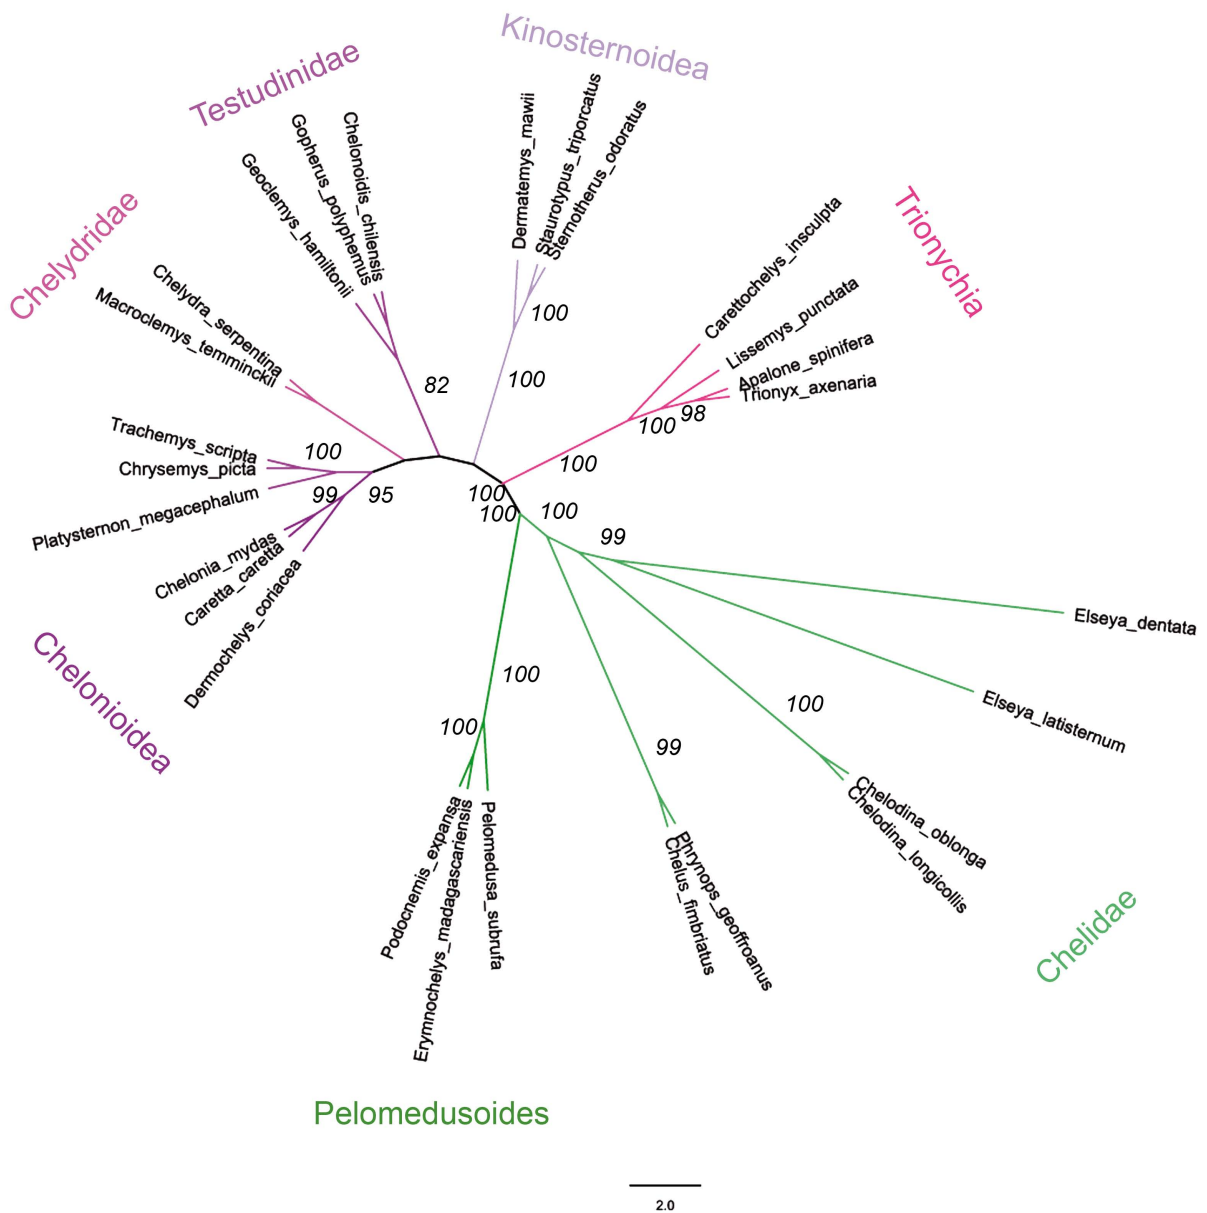 Kinosternoidea
Testudinidae
Chelydridae
Trionychia
Dermatemys_mawii
Staurotypus_triporcatus
Sternotherus_odoratus
Chelonoidis_chilensis
Gopherus_polyphemus
Geoclemys_hamiltonii
Chelydra_serpentina
Macroclemys_temminckii
Carettochelys_insculpta
Lissemys_punctata
Apalone_spinifera
Trionyx_axenaria
100
100
82
100
98
100
100
100
100
100
99
95
99
Trachemys_scripta
Chrysemys_picta
Platysternon_megacephalum
Chelonia_mydas
Caretta_caretta
Dermochelys_coriacea
Chelonioidea
Elseya_dentata
Elseya_latisternum
100
100
100
99
Chelodina_oblonga
Chelodina_longicollis
Phrynops_geoffroanus
Chelus_fimbriatus
Pelomedusa_subrufa
Erymnochelys_madagascariensis
Podocnemis_expansa
Chelidae
Pelomedusoides
2.0